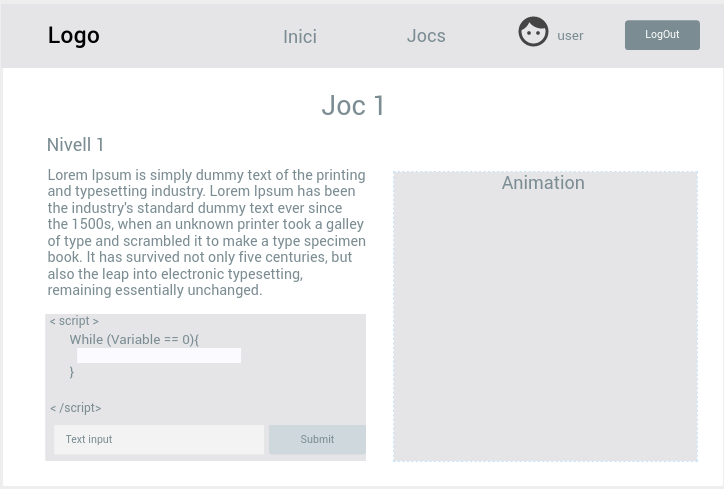 Logo
Inici
Jocs
user
LogOut
Joc 1
Nivell 1
Lorem Ipsum is simply dummy text of the printing
and typesetting industry. Lorem Ipsum has been
the industry's standard dummy text ever since
the 1500s, when an unknown printer took a galley
of type and scrambled it to make a type specimen
book. It has survived not only five centuries, but
also the leap into electronic typesetting,
remaining essentially unchanged.
Animation
< script >
While (Variable == 0){
}
< /script>
Text input
Submit